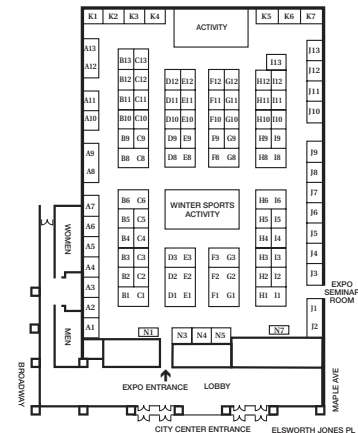 K1 K2 K3 K4 ACTIVITY K5 K6 K7
A13 B13 C13 J13
A12 I13
B12 C12 D12 E12 F12 G12 H12 I12 J12
A11 B11 C11 D11 E11 F11 G11 H11 I11 J11
A10 B10 C10 D10 E10 F10 G10 H10 I10 J10
B9 C9 D9 E9 F9 G9 H9 I9
A9 B8 C8 D8 E8 F8 G8 H8 I8 J9
A8 J8
A7 B6 C6 WINTER SPORTS H6 I6 J7
A6 B5 C5 ACTIVITY H5 I5 J6
A5 B4 C4 H4 I4 J5
A4 B3 C3 D3 E3 F3 G3 H3 I3 J4
A3 B2 C2 D2 E2 F2 G2 H2 I2 J3
A2 B1 C1 D1 E1 F1 G1 H1 I1 J1
A1 N1 N3 N4 N5 N7 J2
WOMEN
MEN
EXPO
SEMINAR
ROOM
EXPO ENTRANCE LOBBY
BROADWAY
MAPLE AVE
CITY CENTER ENTRANCE ELSWORTH JONES PL